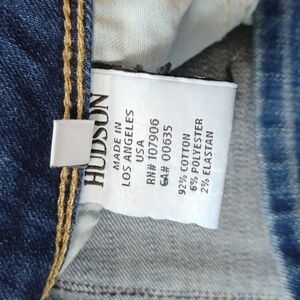 HUDSON
MADE IN
LOS ANGELES
USA
RN# 107906
CA# 00635
92% COTTON
6% POLYESTER
2% ELASTAN